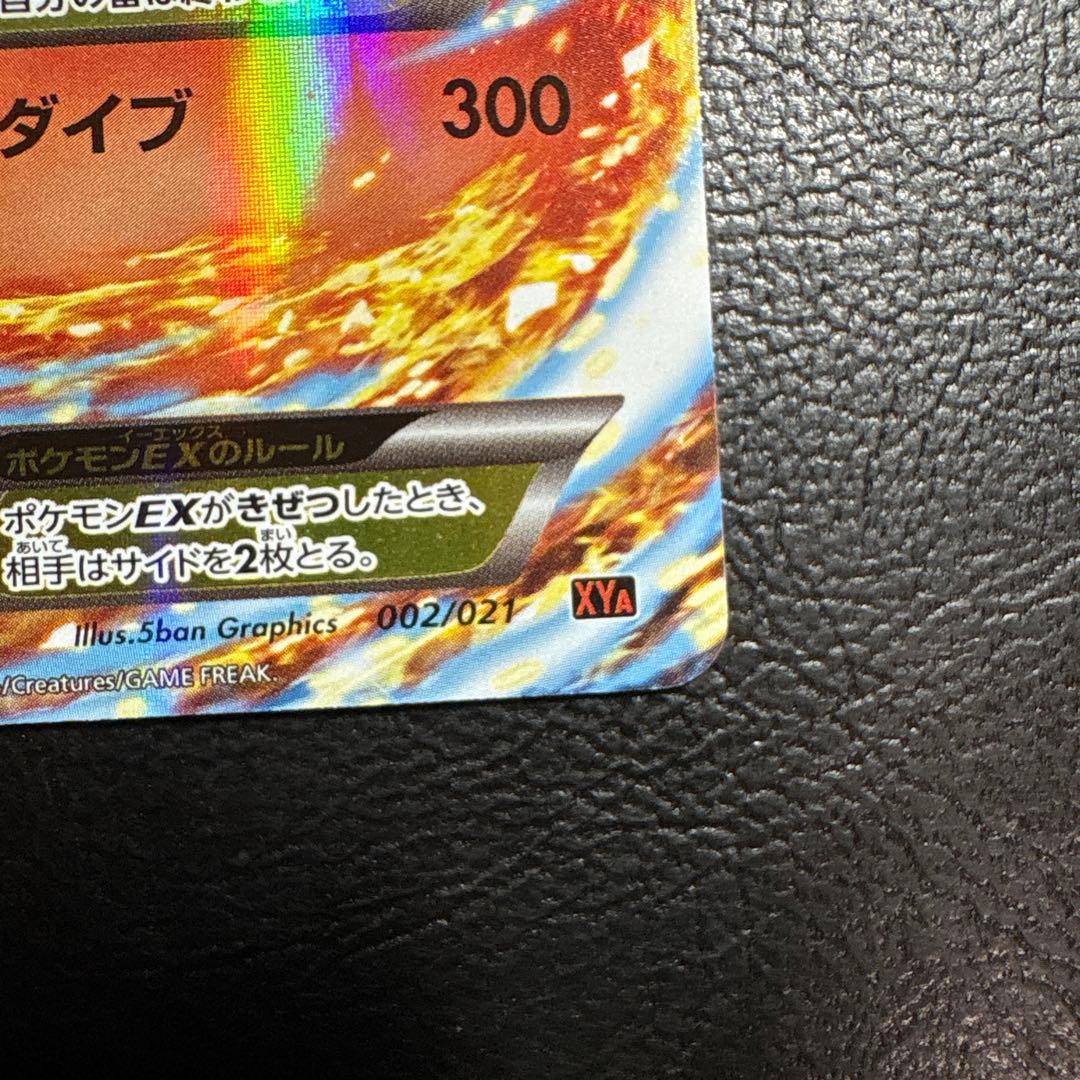 ダイブ 300
イーエックス
ポケモンEXのルール
ポケモンEXがきぜつしたとき、
あいて まい
相手はサイドを2枚とる。
Illus.5ban Graphics 002/021 XYA
/Creatures/GAME FREAK.